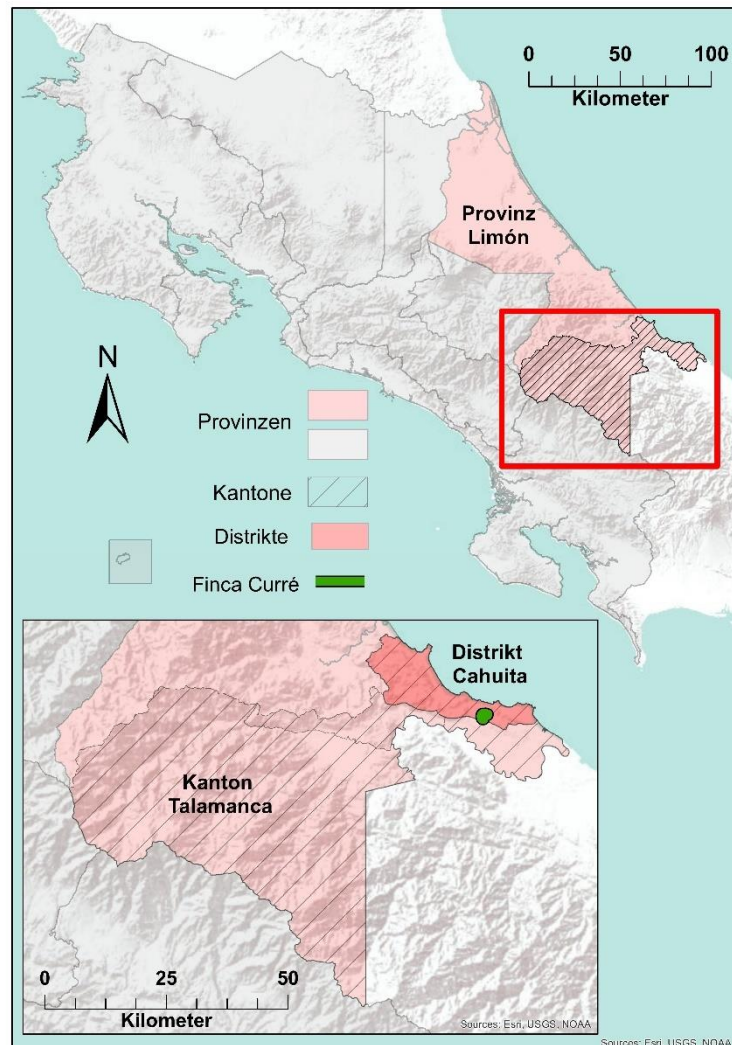 0 50 100
Kilometer
Provinz
Limón
N
Provinzen
Kantone
Distrikte
Finca Curré
Distrikt
Cahuita
Kanton
Talamanca
0 25 50
Kilometer
Sources: Esri, USGS, NOAA
Sources: Esri, USGS, NOAA